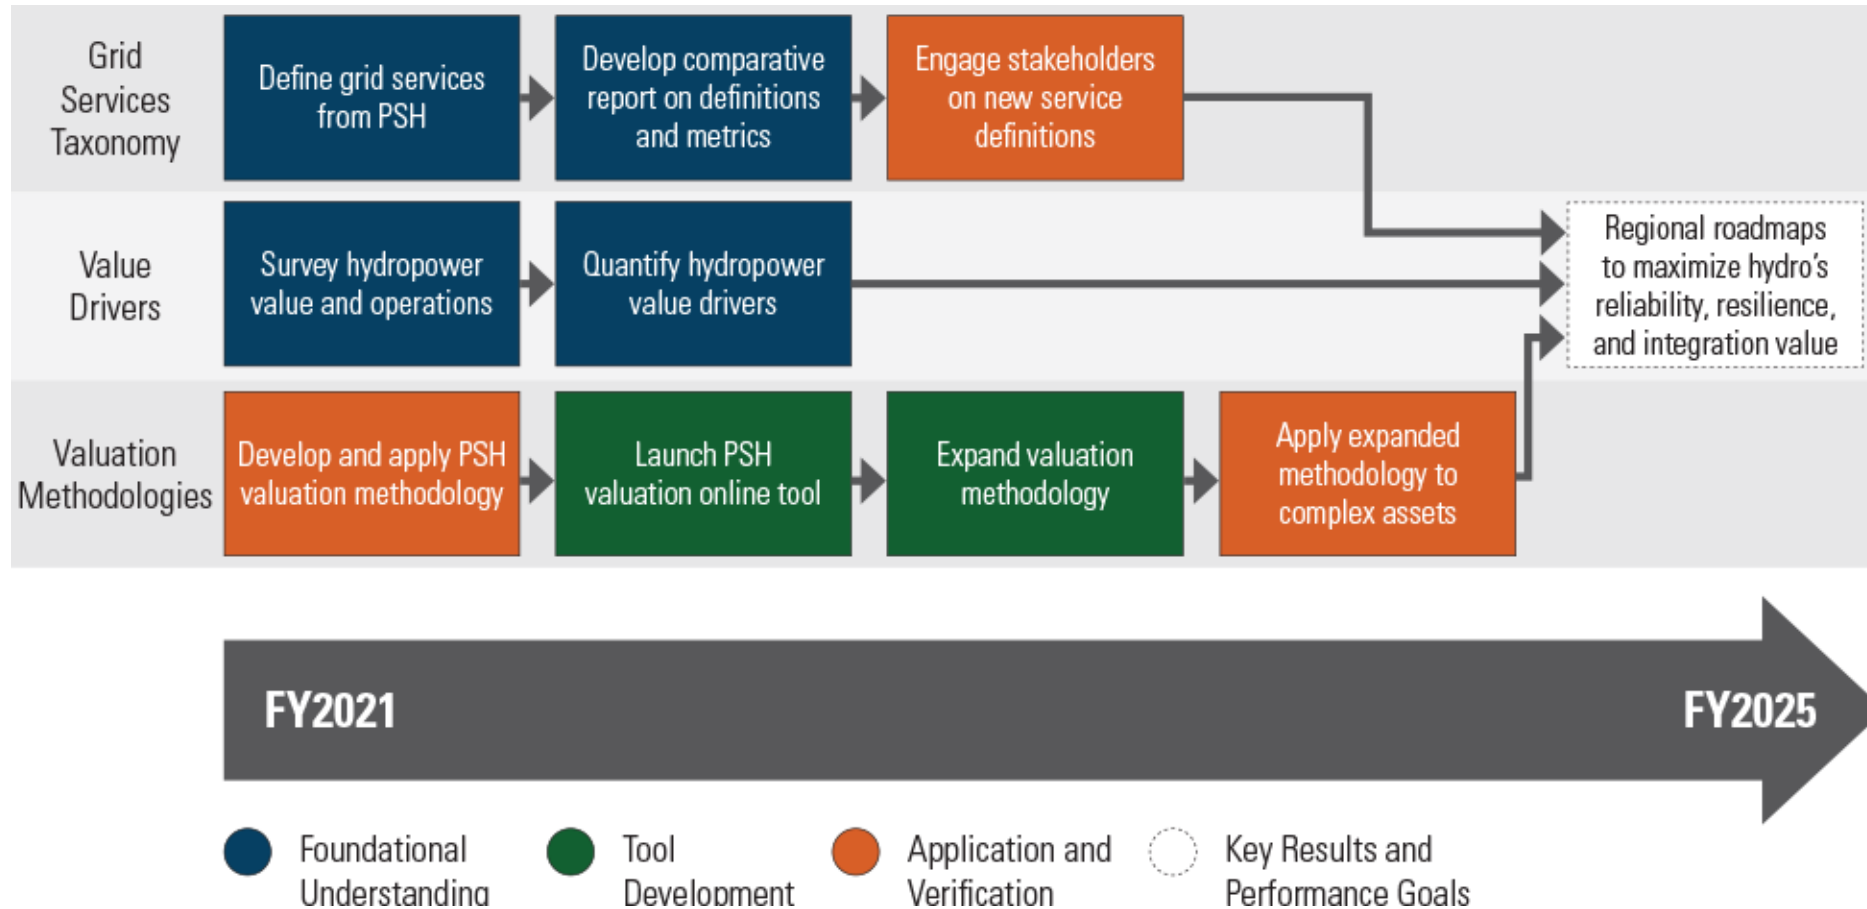 Grid
Services
Taxonomy
Define grid services
from PSH
Develop comparative
report on definitions
and metrics
Engage stakeholders
on new service
definitions
Value
Drivers
Survey hydropower
value and operations
Quantify hydropower
value drivers
Regional roadmaps
to maximize hydro's
reliability, resilience,
and integration value
Valuation
Methodologies
Develop and apply PSH
valuation methodology
Launch PSH
valuation online tool
Expand valuation
methodology
Apply expanded
methodology to
complex assets
FY2021
FY2025
Foundational
Understanding
Tool
Development
Application and
Verification
Key Results and
Performance Goals